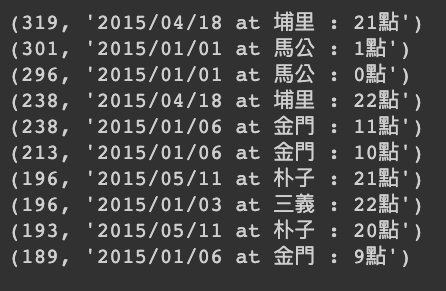 (319, '2015/04/18 at 埔里 : 21點')
(301, '2015/01/01 at 馬公 : 1點')
(296, '2015/01/01 at 馬公 : 0點')
(238, '2015/04/18 at 埔里 : 22點')
(238, '2015/01/06 at 金門 : 11點')
(213, '2015/01/06 at 金門 : 10點')
(196, '2015/05/11 at 朴子 : 21點')
(196, '2015/01/03 at 三義 : 22點')
(193, '2015/05/11 at 朴子 : 20點')
(189, '2015/01/06 at 金門 : 9點')